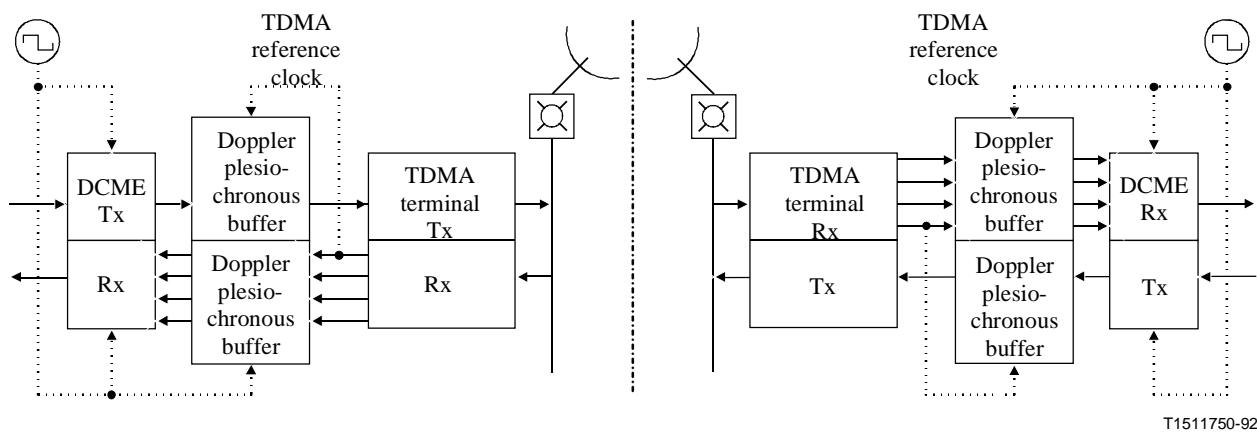 TDMA
reference
clock
DCME
Tx
Rx
Doppler
plesio-
chronous
buffer
Doppler
plesio-
chronous
buffer
TDMA
terminal
Tx
Rx
TDMA
reference
clock
TDMA
terminal
Rx
Tx
Doppler
plesio-
chronous
buffer
Doppler
plesio-
chronous
buffer
DCME
Rx
Tx
T1511750-92